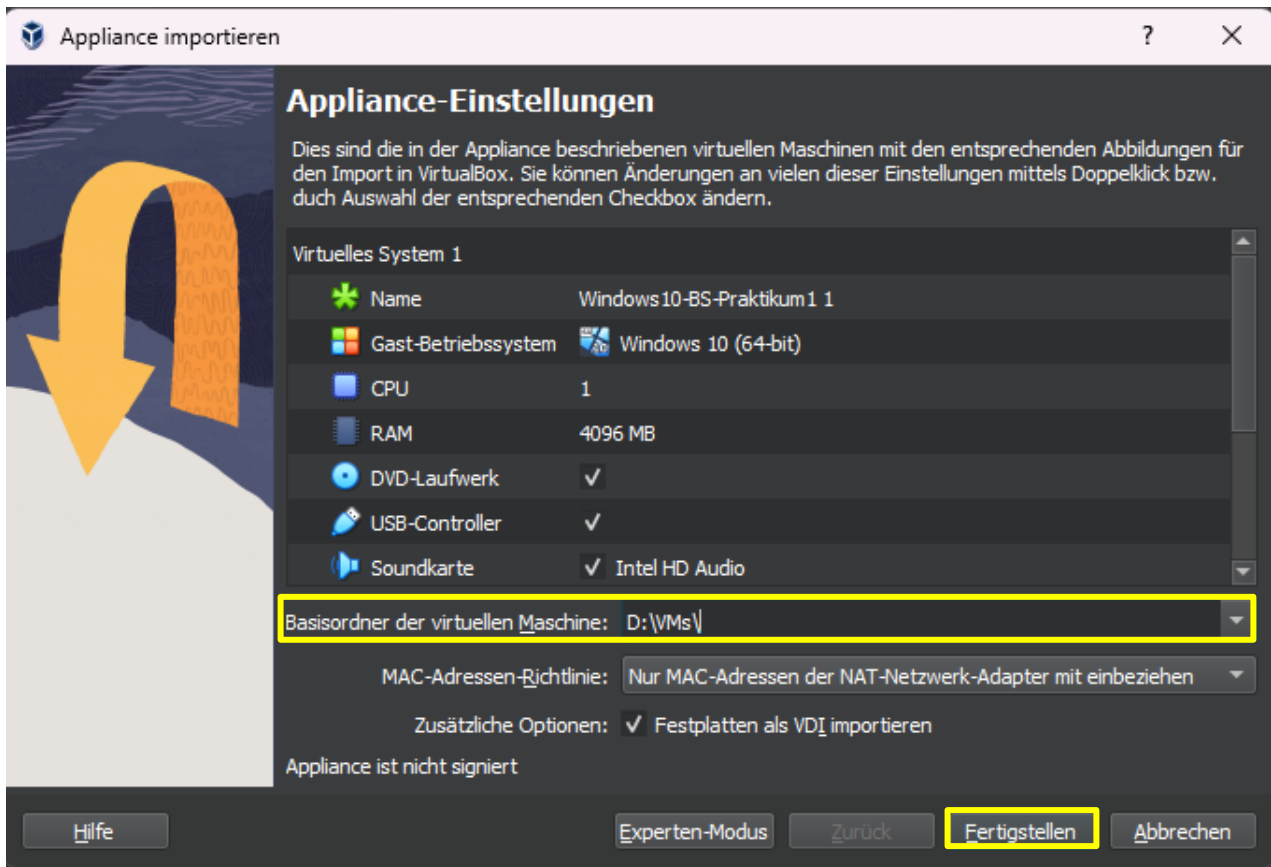 Appliance importieren
?
Appliance-Einstellungen
Dies sind die in der Appliance beschriebenen virtuellen Maschinen mit den entsprechenden Abbildungen für
den Import in VirtualBox. Sie können Änderungen an vielen dieser Einstellungen mittels Doppelklick bzw.
duch Auswahl der entsprechenden Checkbox ändern.
Virtuelles System 1
Name Windows10-BS-Praktikum1 1
Gast-Betriebssystem Windows 10 (64-bit)
CPU 1
RAM 4096 MB
DVD-Laufwerk
USB-Controller
Soundkarte Intel HD Audio
Basisordner der virtuellen Maschine: D:\VMs\
MAC-Adressen-Richtlinie: Nur MAC-Adressen der NAT-Netzwerk-Adapter mit einbeziehen
Zusätzliche Optionen: Festplatten als VDI importieren
Appliance ist nicht signiert
Hilfe Experten-Modus Zurück Fertigstellen Abbrechen